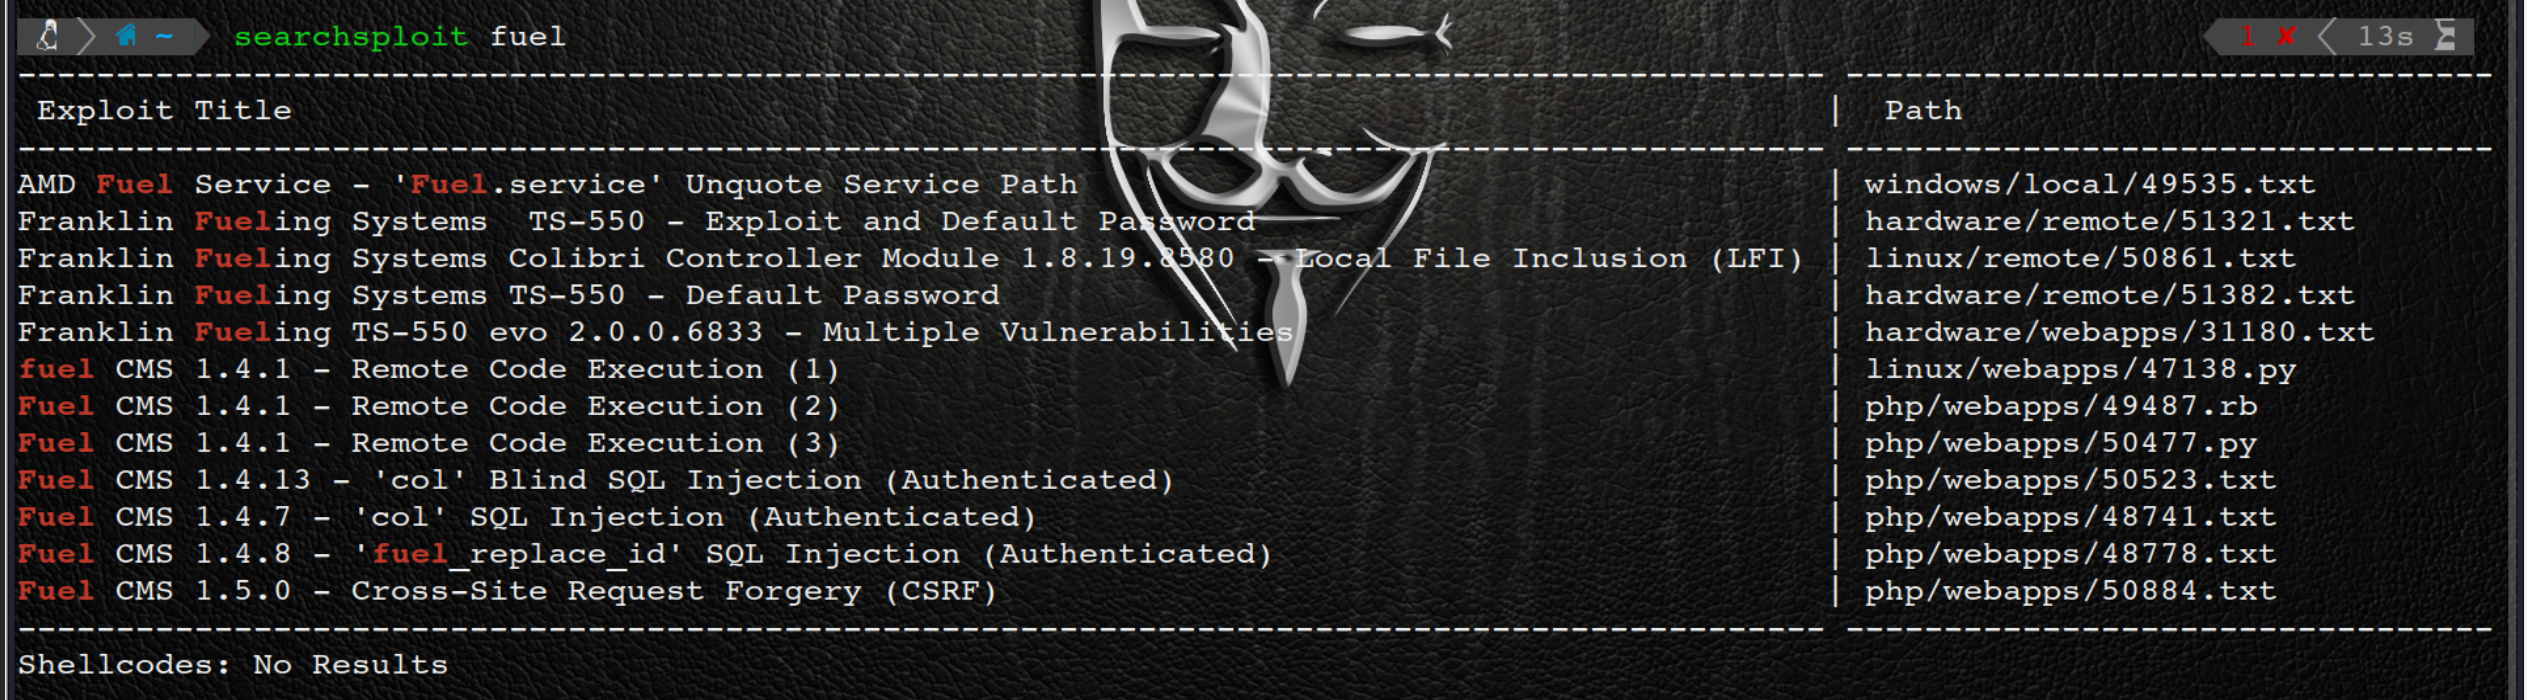 ~ searchsploit fuel 1 ✘ 13s
---------------------------------------------------------------------------------------- ---------------------------------
Exploit Title | Path
---------------------------------------------------------------------------------------- ---------------------------------
AMD Fuel Service - 'Fuel.service' Unquote Service Path | windows/local/49535.txt
Franklin Fueling Systems  TS-550 - Exploit and Default Password | hardware/remote/51321.txt
Franklin Fueling Systems Colibri Controller Module 1.8.19.8580 - Local File Inclusion (LFI) | linux/remote/50861.txt
Franklin Fueling Systems TS-550 - Default Password | hardware/remote/51382.txt
Franklin Fueling TS-550 evo 2.0.0.6833 - Multiple Vulnerabilities | hardware/webapps/31180.txt
fuel CMS 1.4.1 - Remote Code Execution (1) | linux/webapps/47138.py
Fuel CMS 1.4.1 - Remote Code Execution (2) | php/webapps/49487.rb
Fuel CMS 1.4.1 - Remote Code Execution (3) | php/webapps/50477.py
Fuel CMS 1.4.13 - 'col' Blind SQL Injection (Authenticated) | php/webapps/50523.txt
Fuel CMS 1.4.7 - 'col' SQL Injection (Authenticated) | php/webapps/48741.txt
Fuel CMS 1.4.8 - 'fuel_replace_id' SQL Injection (Authenticated) | php/webapps/48778.txt
Fuel CMS 1.5.0 - Cross-Site Request Forgery (CSRF) | php/webapps/50884.txt
---------------------------------------------------------------------------------------- ---------------------------------
Shellcodes: No Results